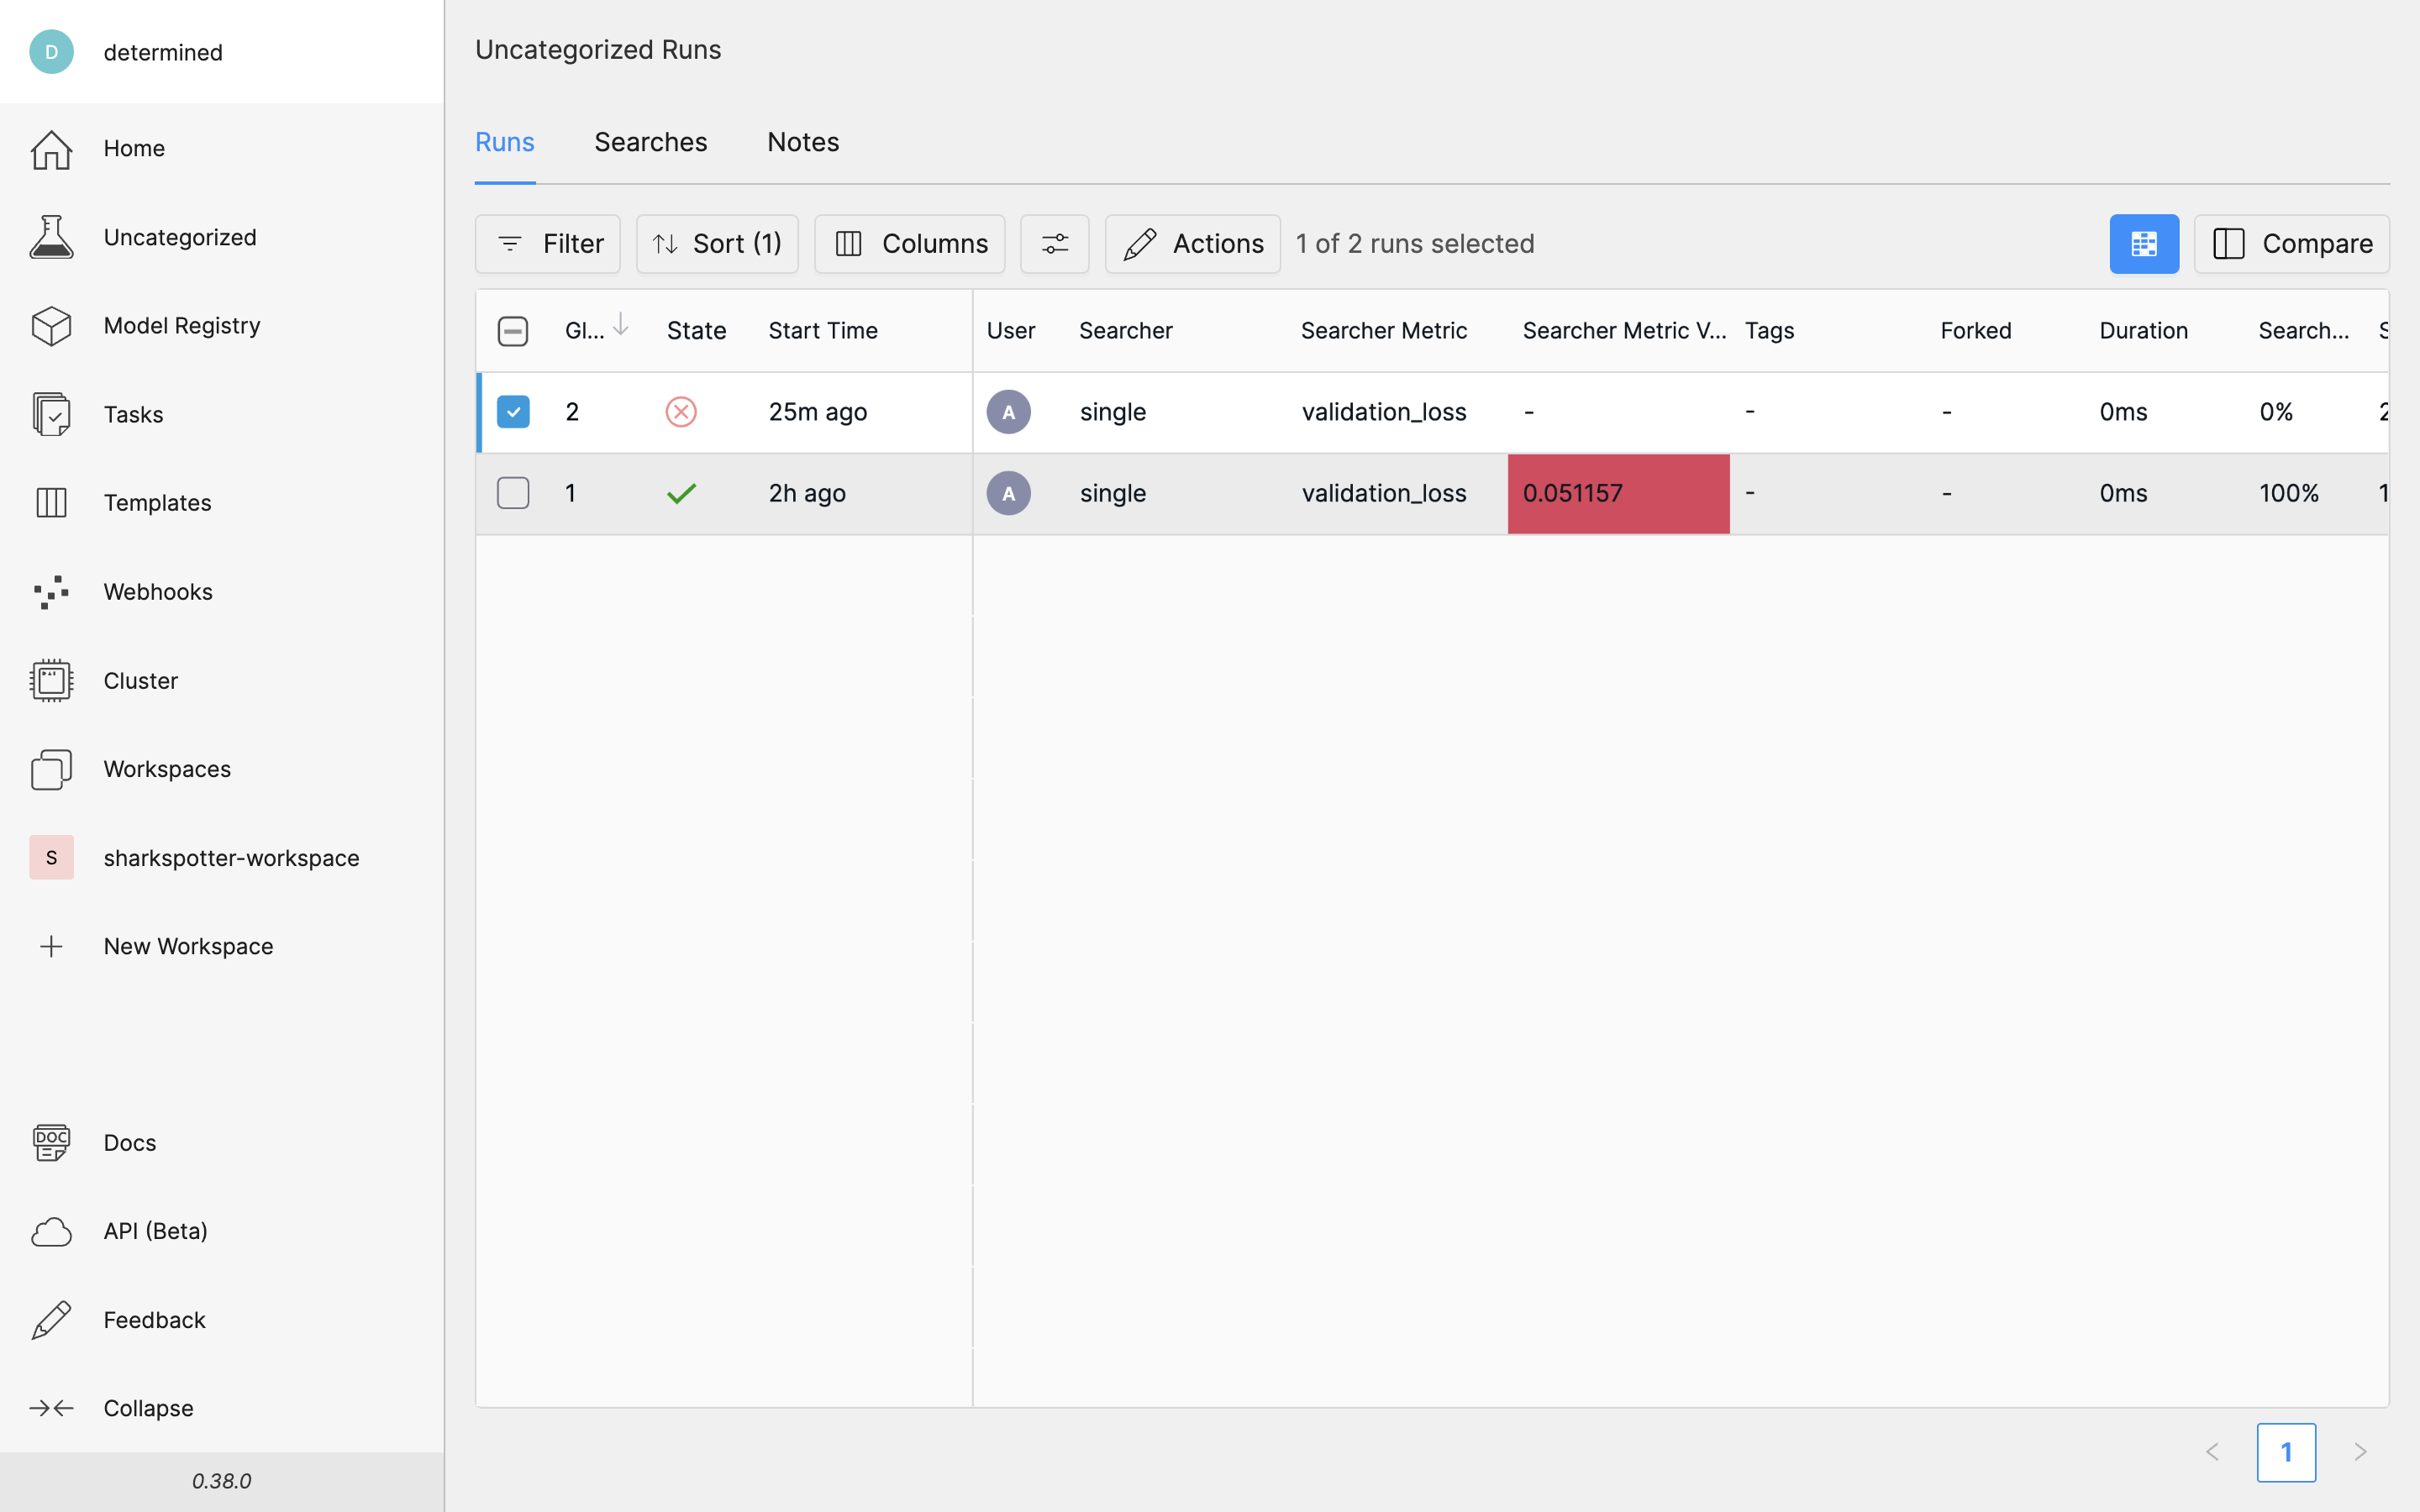 D determined
Home
Uncategorized
Model Registry
Tasks
Templates
Webhooks
Cluster
Workspaces
S sharkspotter-workspace
New Workspace
DOC Docs
API (Beta)
Feedback
Collapse
0.38.0
Uncategorized Runs
Runs Searches Notes
Filter Sort (1) Columns Actions 1 of 2 runs selected Compare
Gl... State Start Time User Searcher Searcher Metric Searcher Metric V... Tags Forked Duration Search... S
2 25m ago A single validation_loss - - - 0ms 0% 2
1 2h ago A single validation_loss 0.051157 - - 0ms 100% 1
1